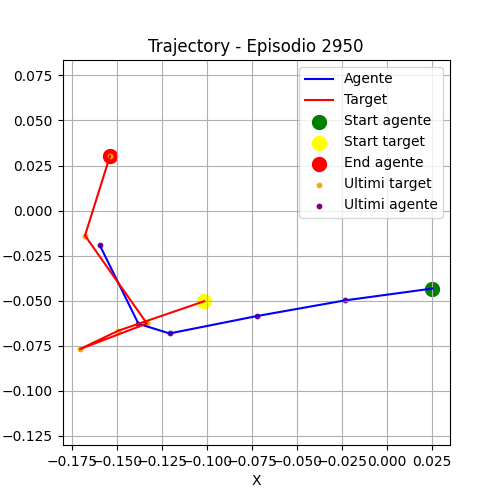 Trajectory - Episodio 2950
Agente
Target
Start agente
Start target
End agente
Ultimi target
Ultimi agente
0.075
0.050
0.025
0.000
−0.025
−0.050
−0.075
−0.100
−0.125
−0.175 −0.150 −0.125 −0.100 −0.075 −0.050 −0.025 0.000 0.025
X